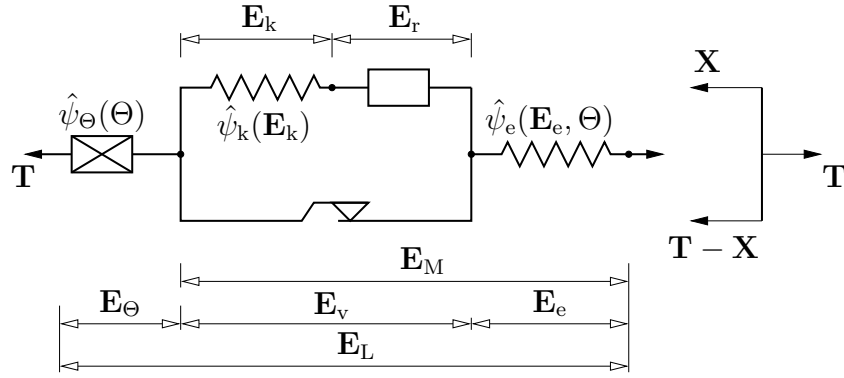 E_k E_r
X
ψ̂_Θ(Θ)
ψ̂_k(E_k)
ψ̂_e(E_e, Θ)
T
T
T − X
E_M
E_Θ E_v E_e
E_L